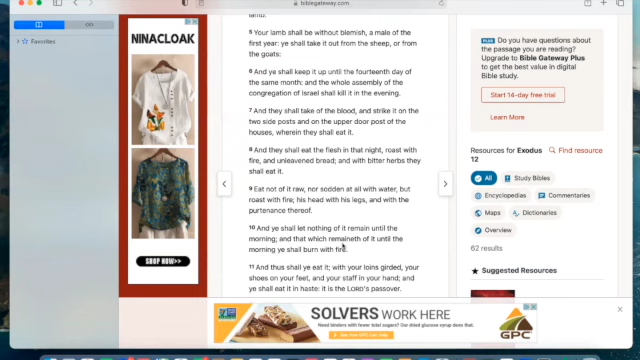 biblegateway.com
Favorites
NINACLOAK
SHOP NOW>>
lamb:
5 Your lamb shall be without blemish, a male of the
first year: ye shall take it out from the sheep, or from
the goats:
6 And ye shall keep it up until the fourteenth day of
the same month: and the whole assembly of the
congregation of Israel shall kill it in the evening.
7 And they shall take of the blood, and strike it on the
two side posts and on the upper door post of the
houses, wherein they shall eat it.
8 And they shall eat the flesh in that night, roast with
fire, and unleavened bread; and with bitter herbs they
shall eat it.
9 Eat not of it raw, nor sodden at all with water, but
roast with fire; his head with his legs, and with the
purtenance thereof.
10 And ye shall let nothing of it remain until the
morning; and that which remaineth of it until the
morning ye shall burn with fire.
11 And thus shall ye eat it; with your loins girded, your
shoes on your feet, and your staff in your hand; and
ye shall eat it in haste: it is the LORD's passover.
PLUS Do you have questions about
the passage you are reading?
Upgrade to Bible Gateway Plus
to get the best value in digital
Bible study.
Start 14-day free trial
Learn More
Resources for Exodus
12
Find resource
All
Study Bibles
Encyclopedias
Commentaries
Maps
Dictionaries
Overview
62 results
Suggested Resources
SOLVERS WORK HERE
Need binders with fewer total sugars? Our dried glucose syrup does that.
GPC